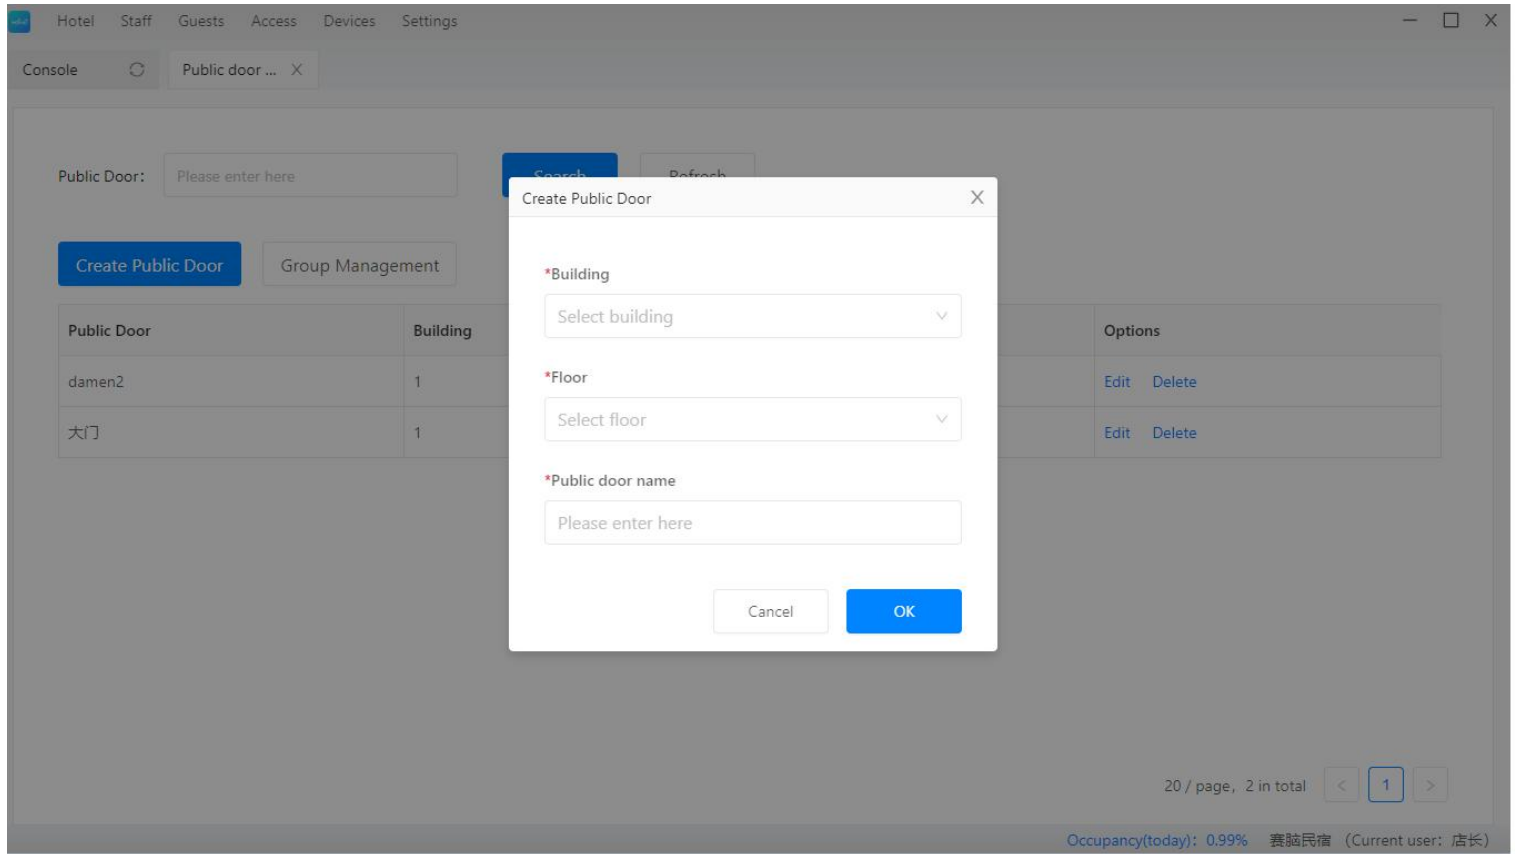 Hotel Staff Guests Access Devices Settings
Console Public door ... X
Public Door: Please enter here Search Refresh
Create Public Door
Create Public Door Group Management
*Building
Select building
Public Door Building Options
damen2 1 Edit Delete
*Floor
Select floor
大门 1 Edit Delete
*Public door name
Please enter here
Cancel OK
20 / page, 2 in total < 1 >
Occupancy(today): 0.99% 赛脑民宿 (Current user: 店长)